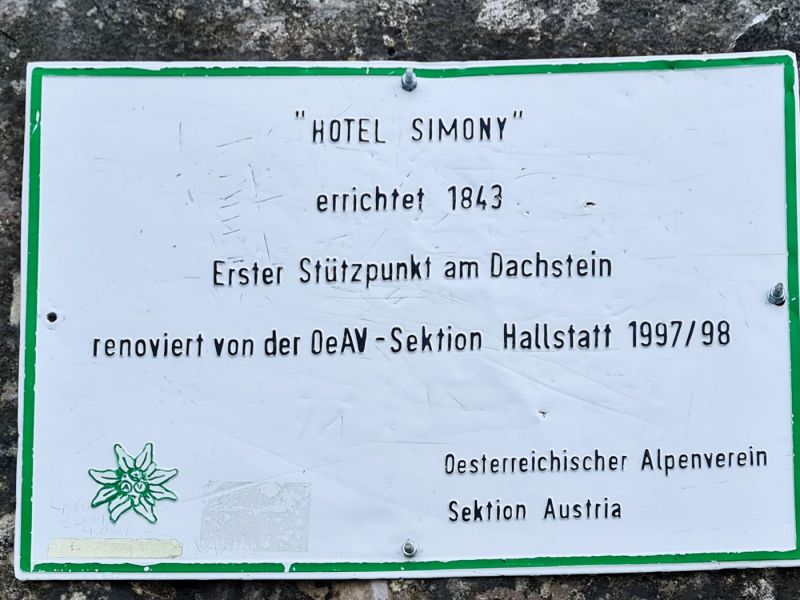 "HOTEL SIMONY"
errichtet 1843
Erster Stützpunkt am Dachstein
renoviert von der OeAV-Sektion Hallstatt 1997/98
Oesterreichischer Alpenverein
Sektion Austria